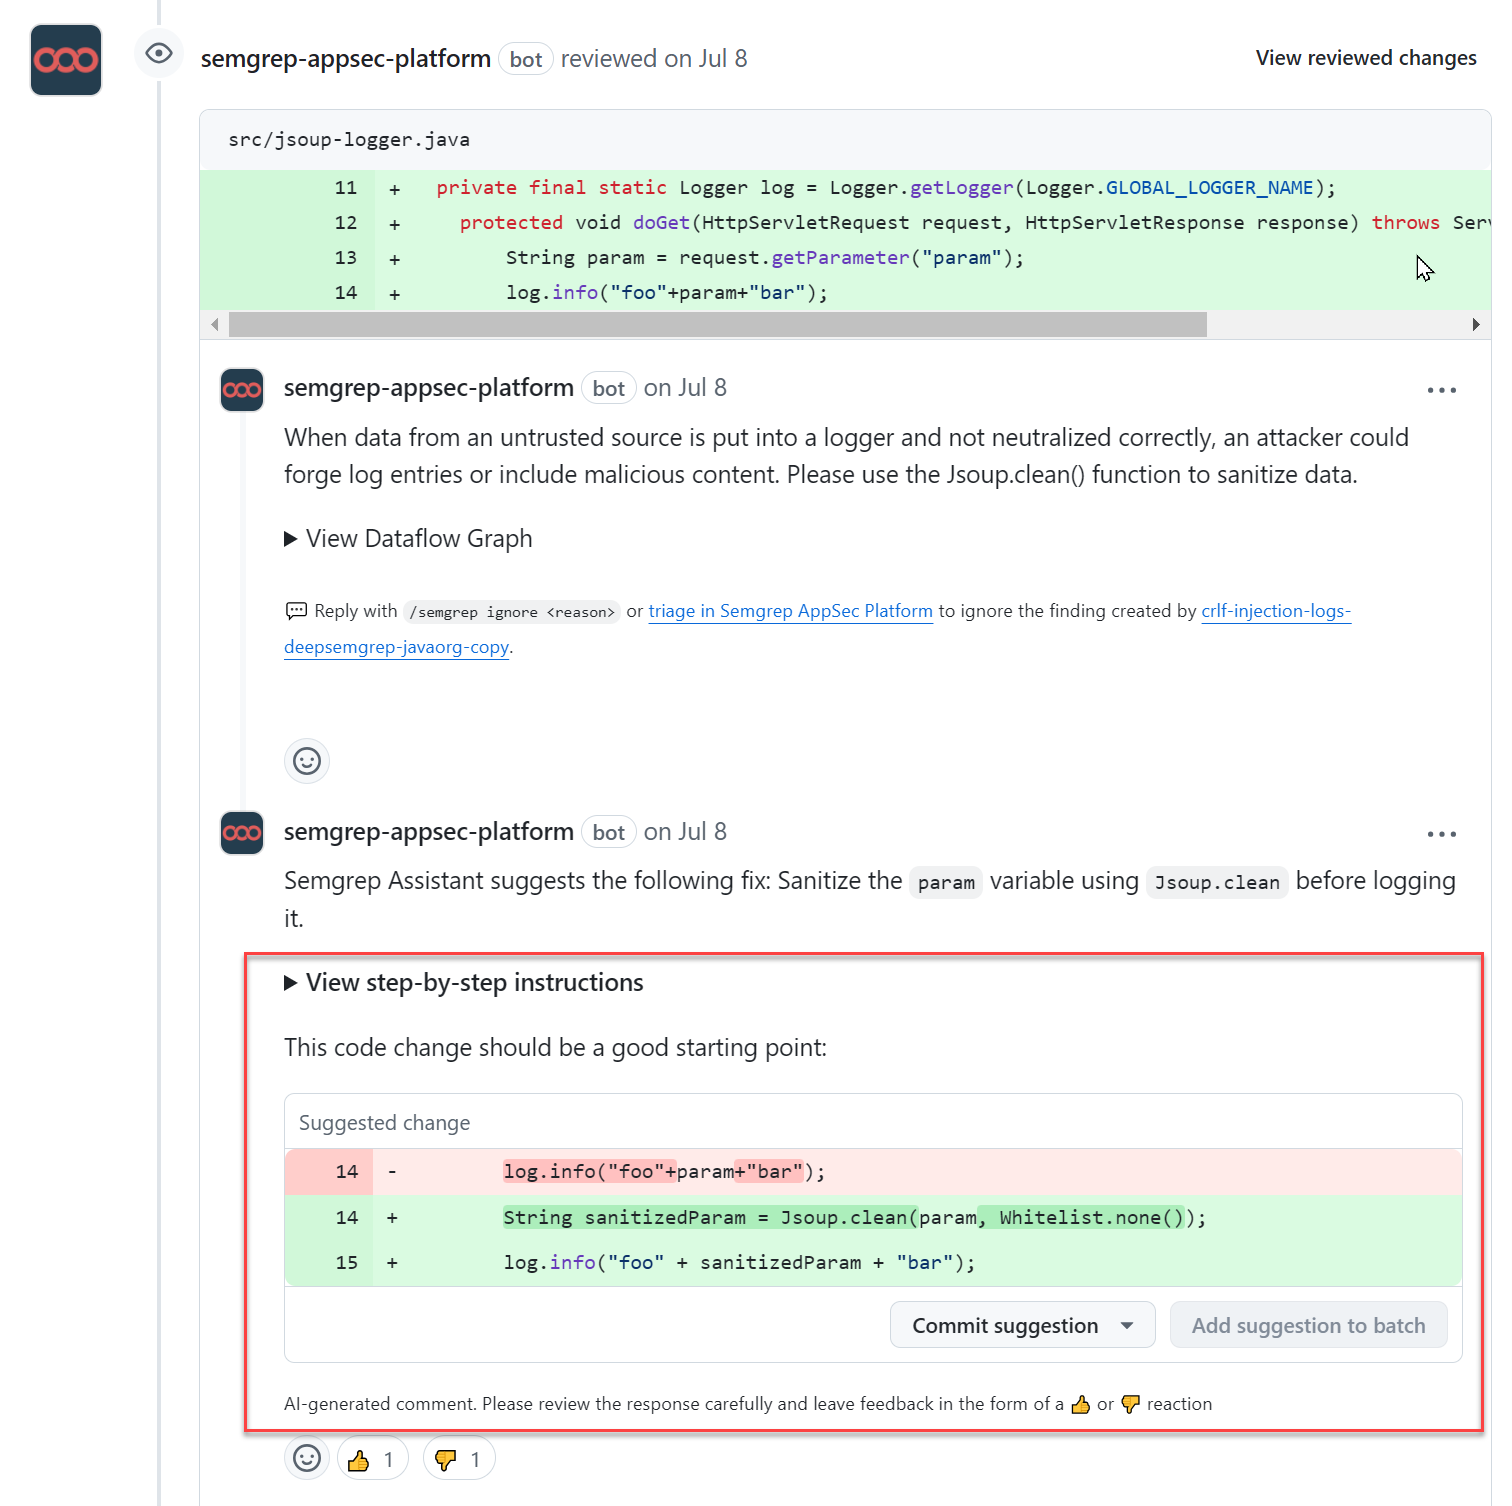 semgrep-appsec-platform bot reviewed on Jul 8 View reviewed changes
src/jsoup-logger.java
11 + private final static Logger log = Logger.getLogger(Logger.GLOBAL_LOGGER_NAME);
12 + protected void doGet(HttpServletRequest request, HttpServletResponse response) throws Serv
13 + String param = request.getParameter("param");
14 + log.info("foo"+param+"bar");
semgrep-appsec-platform bot on Jul 8
When data from an untrusted source is put into a logger and not neutralized correctly, an attacker could
forge log entries or include malicious content. Please use the Jsoup.clean() function to sanitize data.
View Dataflow Graph
Reply with /semgrep ignore <reason> or triage in Semgrep AppSec Platform to ignore the finding created by crlf-injection-logs-
deepsemgrep-javaorg-copy.
semgrep-appsec-platform bot on Jul 8
Semgrep Assistant suggests the following fix: Sanitize the param variable using Jsoup.clean before logging
it.
View step-by-step instructions
This code change should be a good starting point:
Suggested change
14 - log.info("foo"+param+"bar");
14 + String sanitizedParam = Jsoup.clean(param, Whitelist.none());
15 + log.info("foo" + sanitizedParam + "bar");
Commit suggestion Add suggestion to batch
AI-generated comment. Please review the response carefully and leave feedback in the form of a 👍 or 👎 reaction
👍 1 👎 1